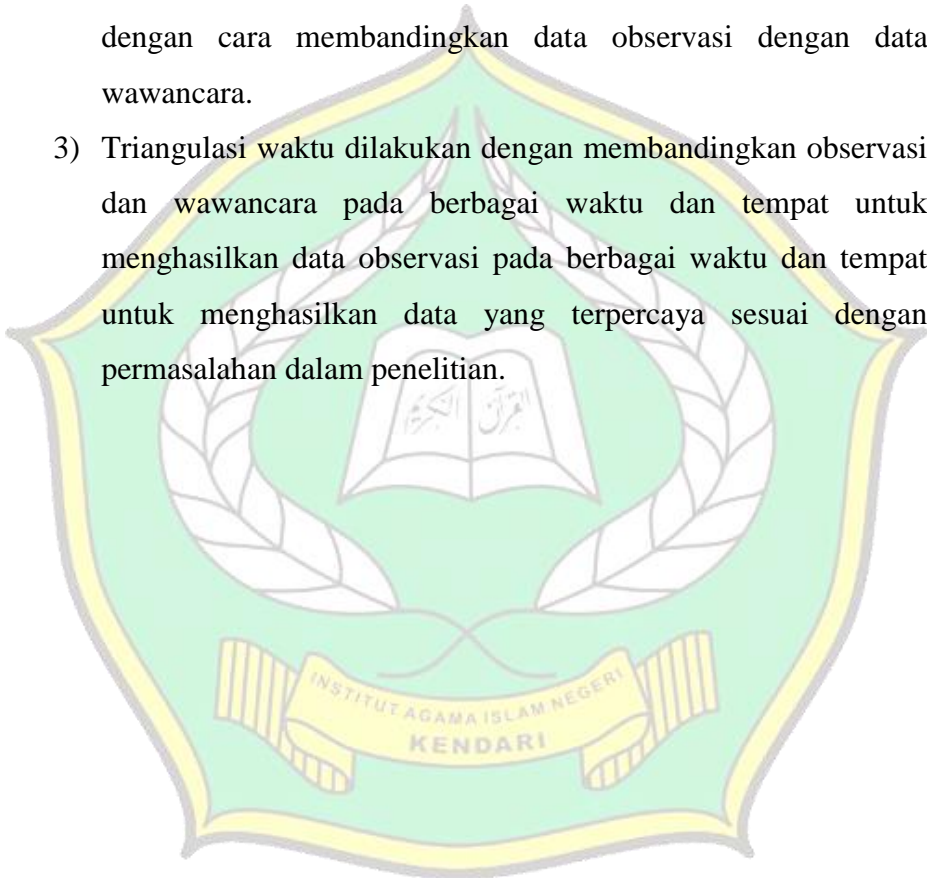 dengan cara membandingkan data observasi dengan data
wawancara.
3) Triangulasi waktu dilakukan dengan membandingkan observasi
dan wawancara pada berbagai waktu dan tempat untuk
menghasilkan data observasi pada berbagai waktu dan tempat
untuk menghasilkan data yang terpercaya sesuai dengan
permasalahan dalam penelitian.
القرآن الكريم
INSTITUT AGAMA ISLAM NEGERI
KENDARI